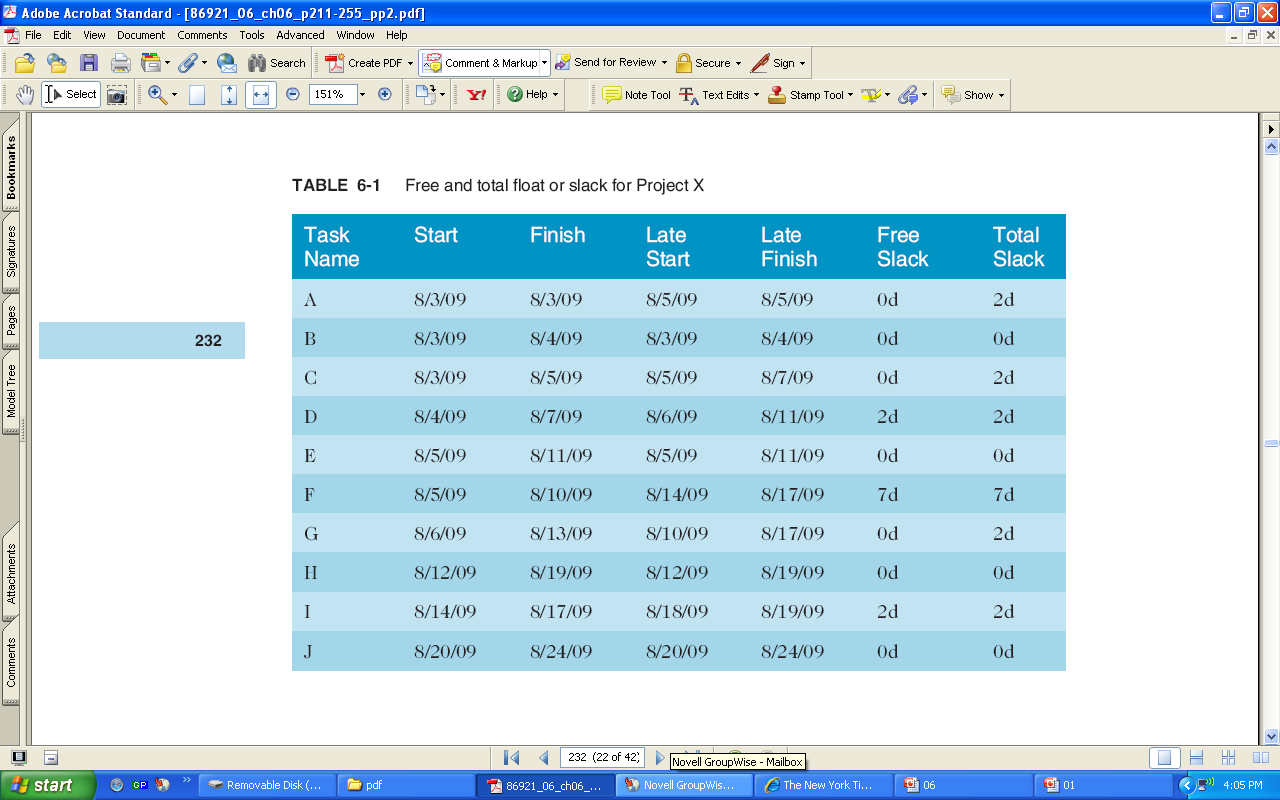 Adobe Acrobat Standard - [86921_06_ch06_p211-255_pp2.pdf]
File Edit View Document Comments Tools Advanced Window Help
Search Create PDF Comment & Markup Send for Review Secure Sign
Select 151% Y! Help Note Tool Text Edits Stamp Tool Show
Bookmarks
Signatures
Pages
Model Tree
Attachments
Comments
TABLE 6-1 Free and total float or slack for Project X
Task Name Start Finish Late Start Late Finish Free Slack Total Slack
A 8/3/09 8/3/09 8/5/09 8/5/09 0d 2d
232
B 8/3/09 8/4/09 8/3/09 8/4/09 0d 0d
C 8/3/09 8/5/09 8/5/09 8/7/09 0d 2d
D 8/4/09 8/7/09 8/6/09 8/11/09 2d 2d
E 8/5/09 8/11/09 8/5/09 8/11/09 0d 0d
F 8/5/09 8/10/09 8/14/09 8/17/09 7d 7d
G 8/6/09 8/13/09 8/10/09 8/17/09 0d 2d
H 8/12/09 8/19/09 8/12/09 8/19/09 0d 0d
I 8/14/09 8/17/09 8/18/09 8/19/09 2d 2d
J 8/20/09 8/24/09 8/20/09 8/24/09 0d 0d
232 (22 of 42)
Novell GroupWise - Mailbox
start GP Removable Disk (... pdf 86921_06_ch06_... Novell GroupWis... The New York Ti... 06 01 4:05 PM